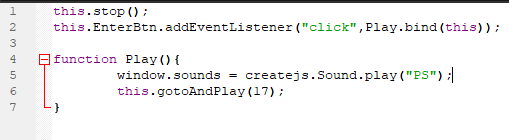 1 this.stop();
2 this.EnterBtn.addEventListener("click",Play.bind(this));
3
4 function Play(){
5 window.sounds = createjs.Sound.play("PS");
6 this.gotoAndPlay(17);
7 }